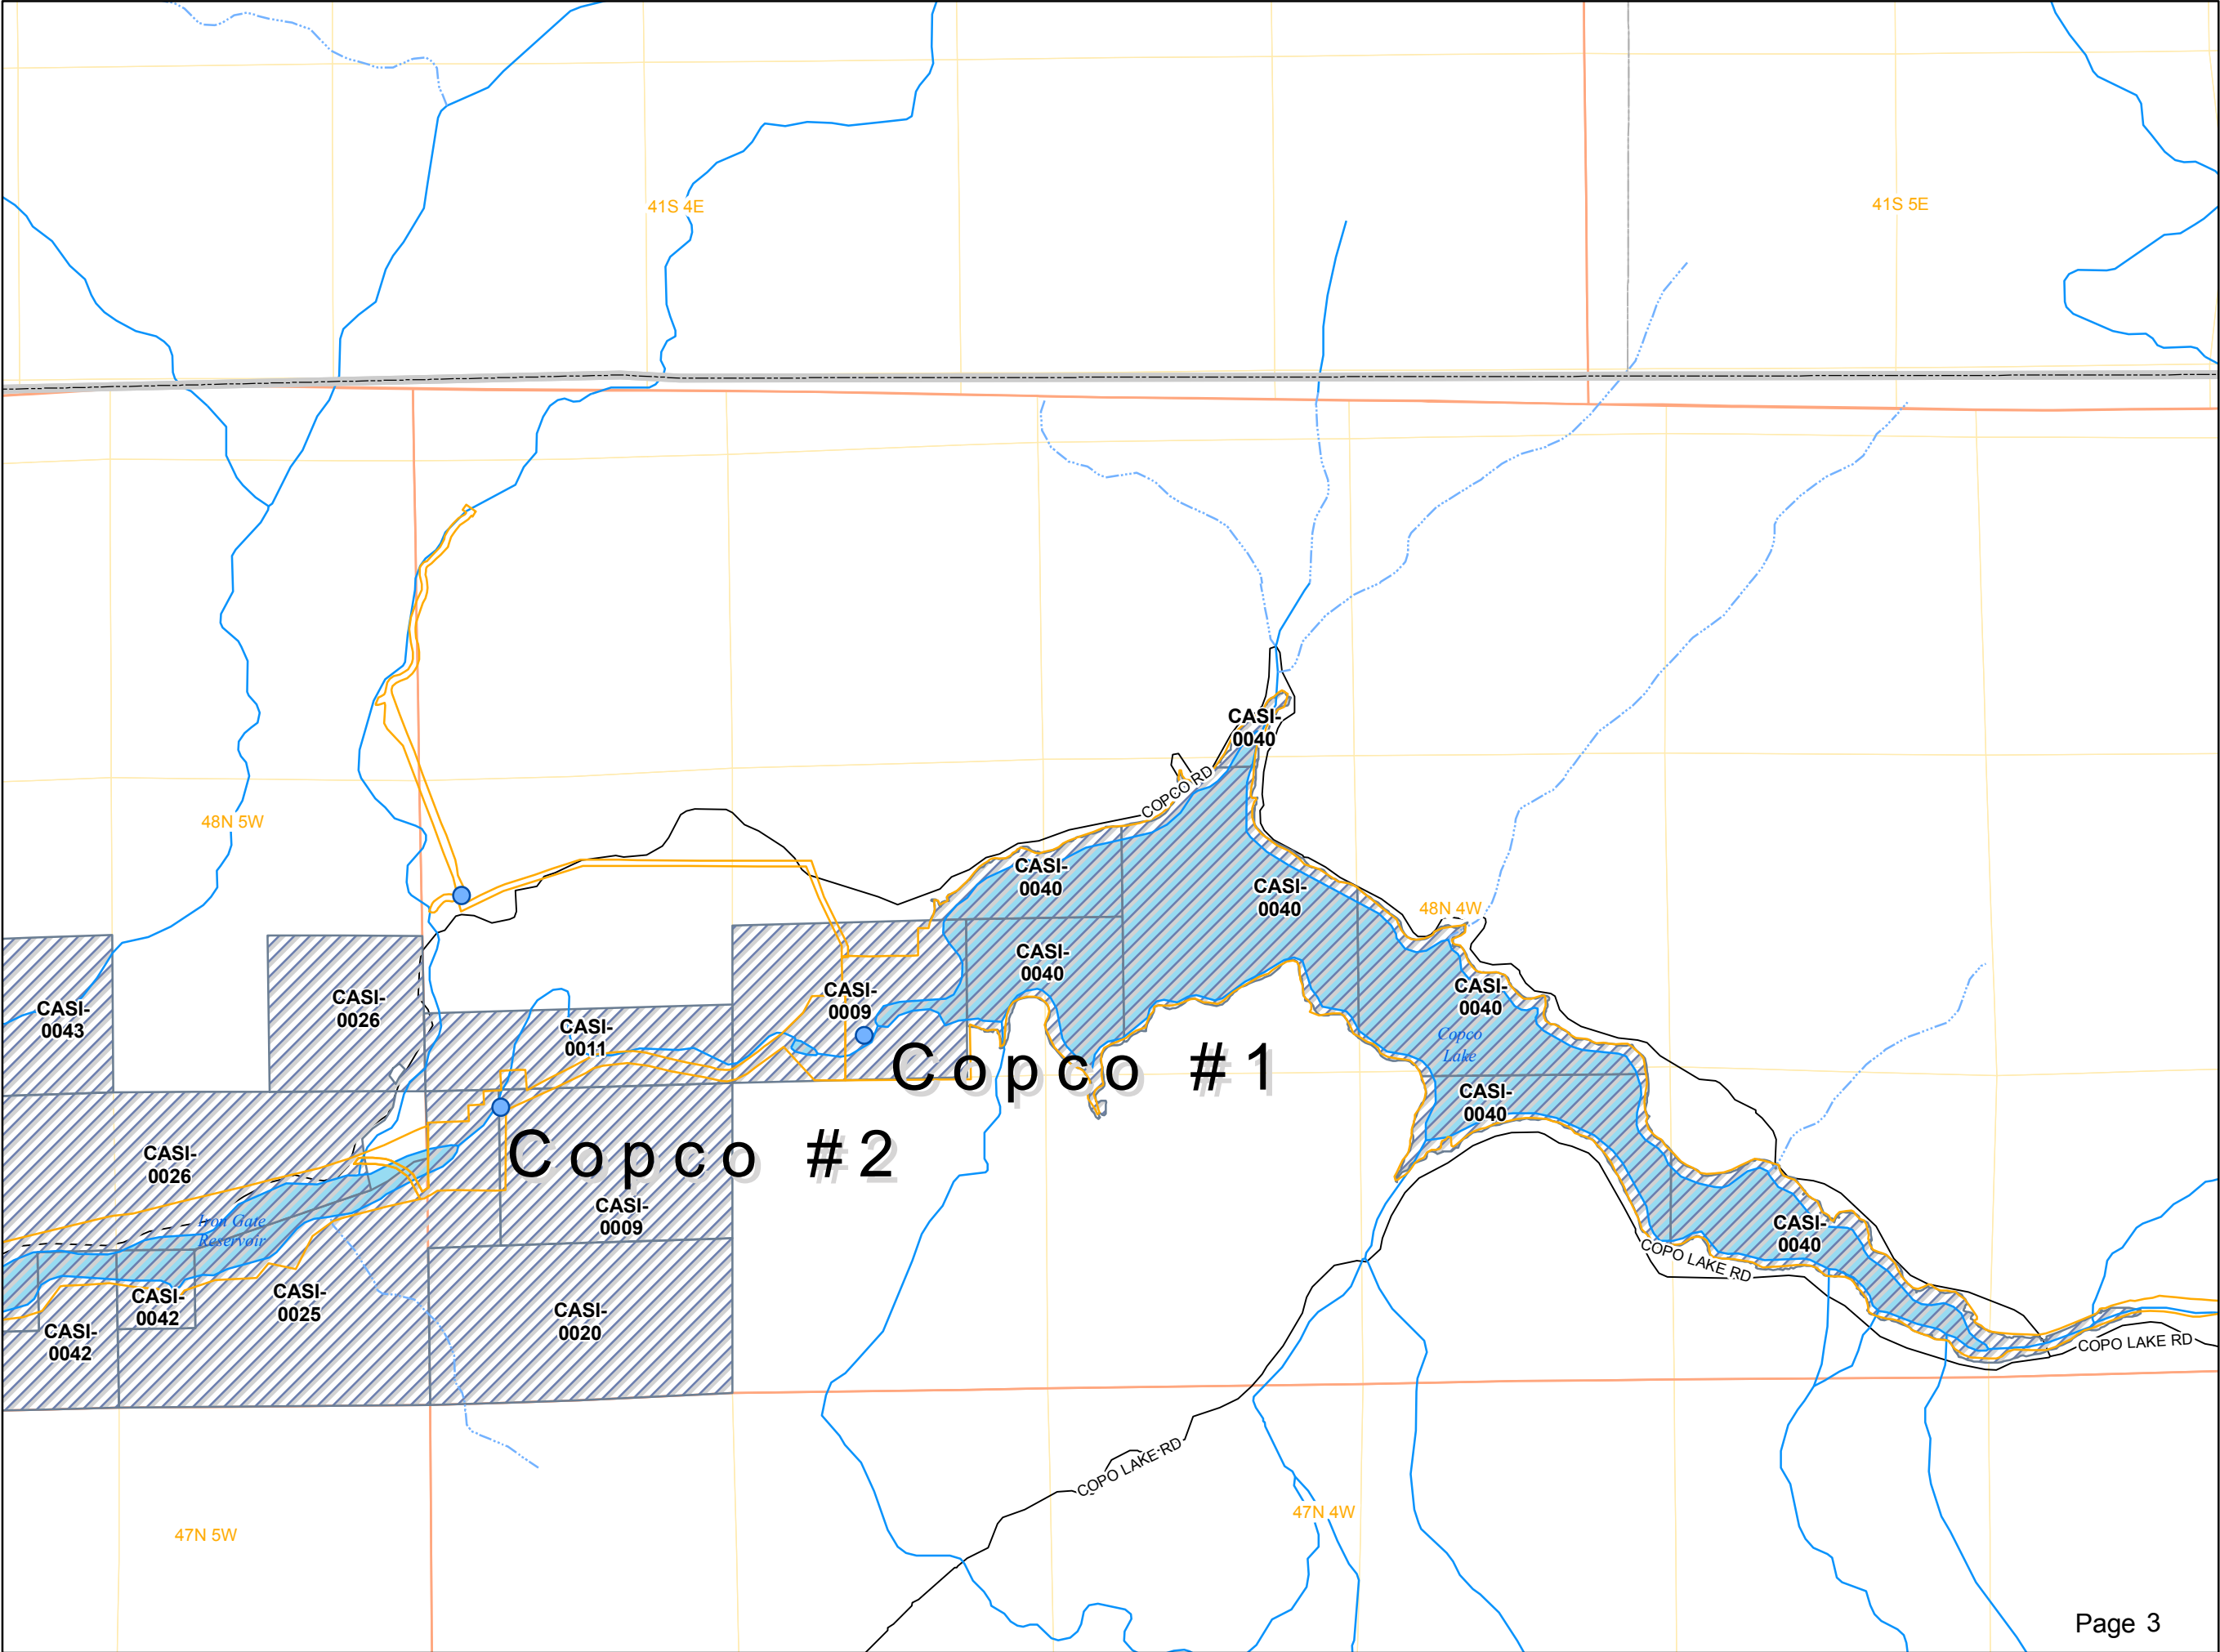 41S 4E
41S 5E
CASI-
0040
COPCO RD
48N 5W
CASI-
0040
CASI-
0040
48N 4W
CASI-
0040
CASI-
0009
CASI-
0040
CASI-
0026
CASI-
0043
CASI-
0011
Copco
Lake
Copco #1
CASI-
0040
Copco #2
CASI-
0026
CASI-
0009
Iron Gate
Reservoir
CASI-
0040
COPO LAKE RD
CASI-
0025
CASI-
0042
CASI-
0020
CASI-
0042
COPO LAKE RD
COPO LAKE RD
47N 4W
47N 5W
Page 3